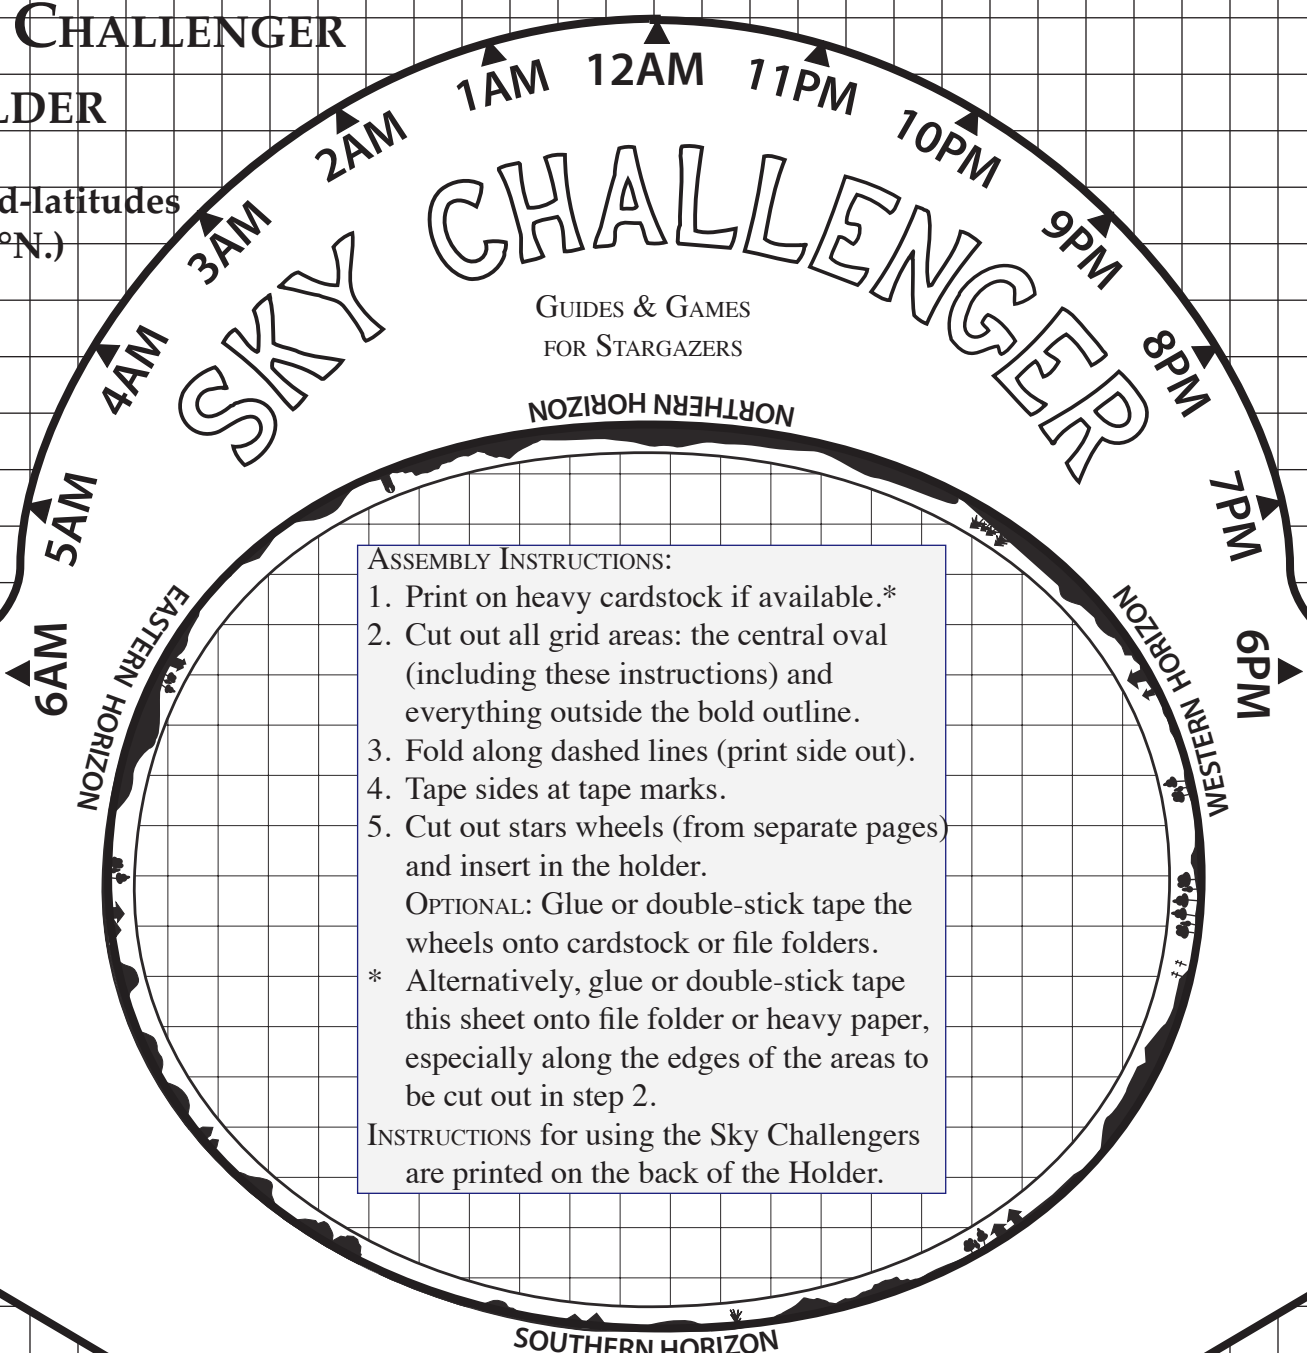 CHALLENGER
LDER
d-latitudes
°N.)
6AM
5AM
4AM
3AM
2AM
1AM
12AM
11PM
10PM
9PM
8PM
7PM
6PM
SKY CHALLENGER
GUIDES & GAMES
FOR STARGAZERS
NORTHERN HORIZON
EASTERN HORIZON
WESTERN HORIZON
ASSEMBLY INSTRUCTIONS:
1. Print on heavy cardstock if available.*
2. Cut out all grid areas: the central oval
(including these instructions) and
everything outside the bold outline.
3. Fold along dashed lines (print side out).
4. Tape sides at tape marks.
5. Cut out stars wheels (from separate pages)
and insert in the holder.
OPTIONAL: Glue or double-stick tape the
wheels onto cardstock or file folders.
* Alternatively, glue or double-stick tape
this sheet onto file folder or heavy paper,
especially along the edges of the areas to
be cut out in step 2.
INSTRUCTIONS for using the Sky Challengers
are printed on the back of the Holder.
SOUTHERN HORIZON